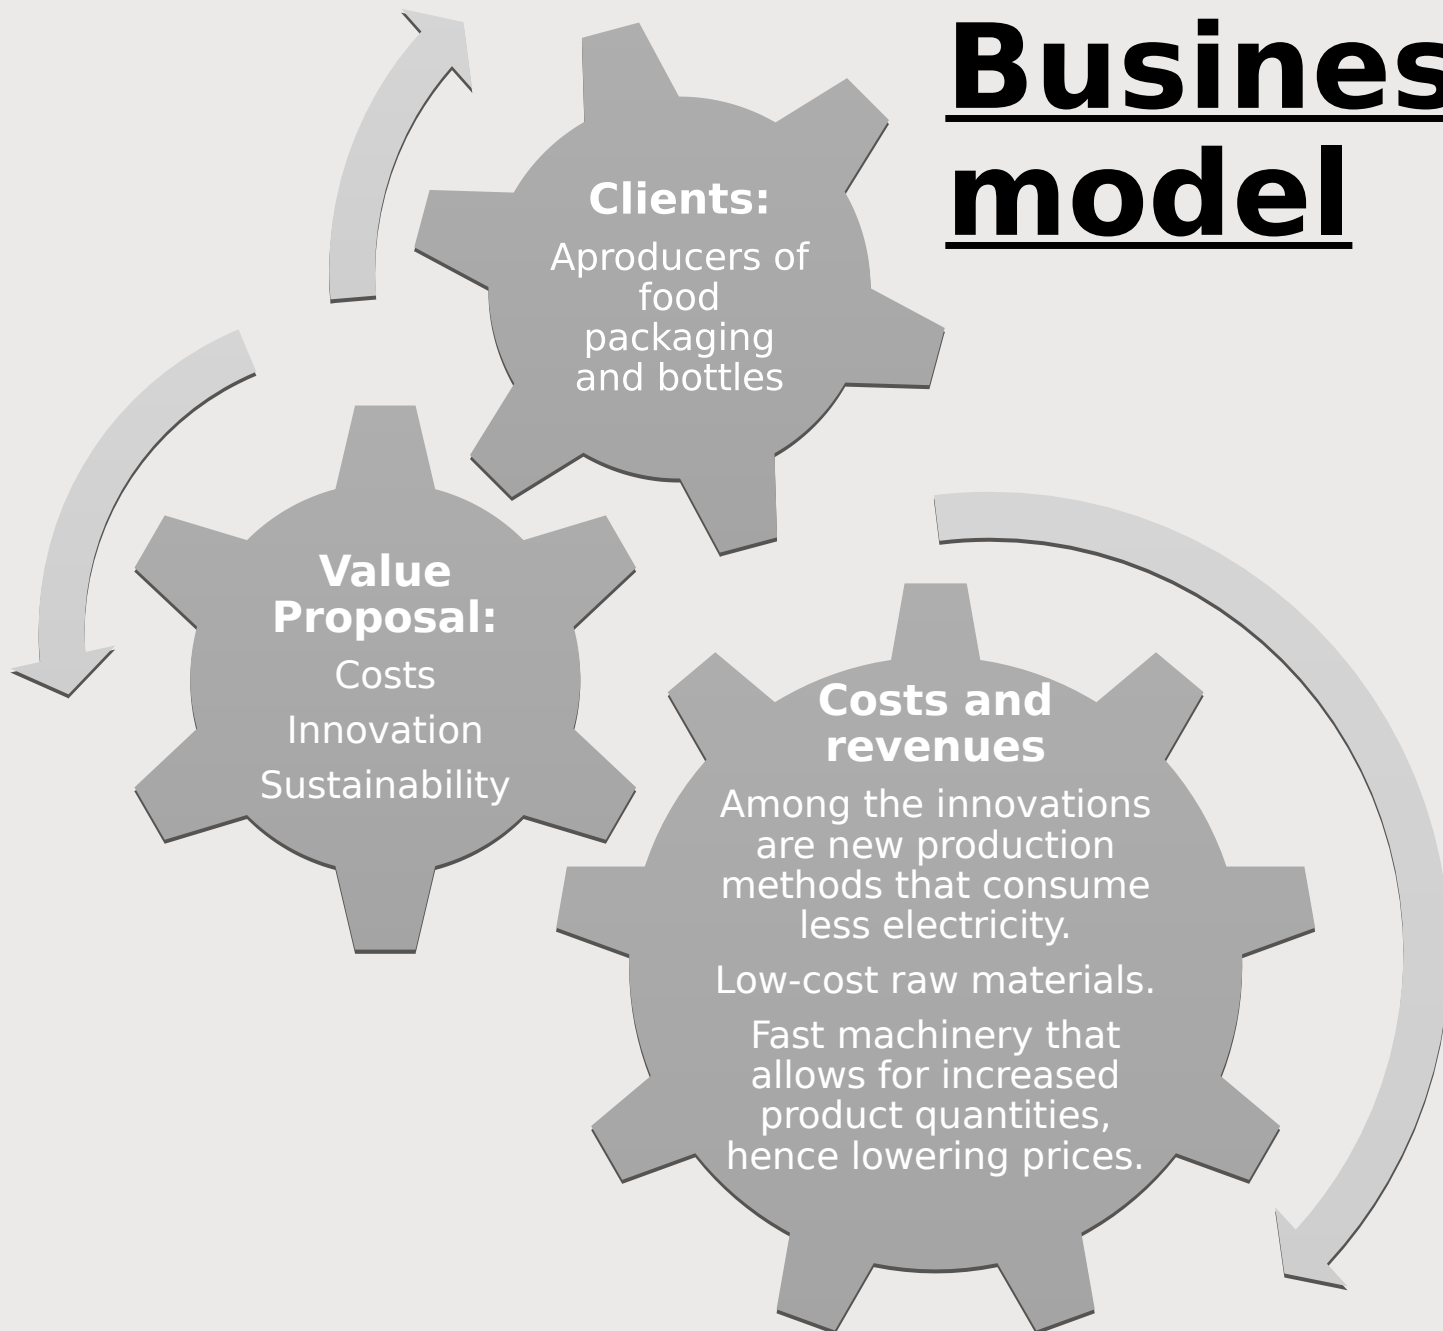 Busines
model
Clients:
Aproducers of
food
packaging
and bottles
Value
Proposal:
Costs
Innovation
Sustainability
Costs and
revenues
Among the innovations
are new production
methods that consume
less electricity.
Low-cost raw materials.
Fast machinery that
allows for increased
product quantities,
hence lowering prices.